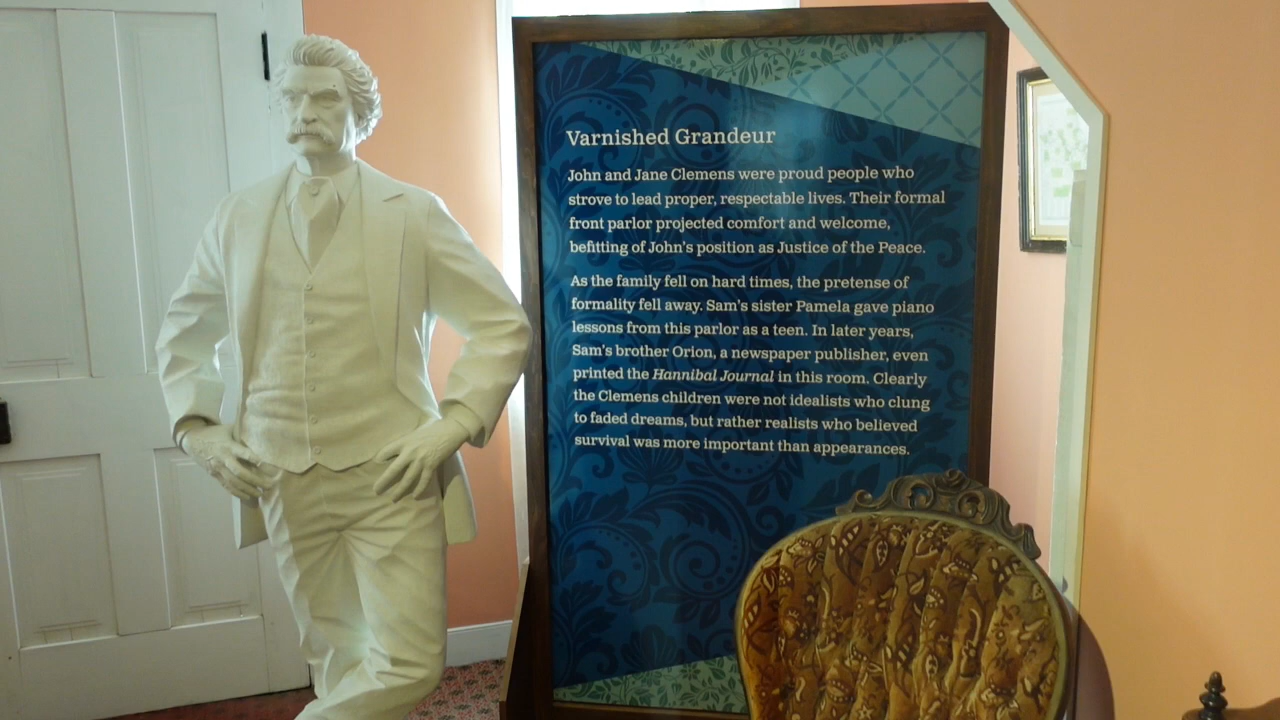 Varnished Grandeur
John and Jane Clemens were proud people who
strove to lead proper, respectable lives. Their formal
front parlor projected comfort and welcome,
befitting of John's position as Justice of the Peace.
As the family fell on hard times, the pretense of
formality fell away. Sam's sister Pamela gave piano
lessons from this parlor as a teen. In later years,
Sam's brother Orion, a newspaper publisher, even
printed the Hannibal Journal in this room. Clearly
the Clemens children were not idealists who clung
to faded dreams, but rather realists who believed
survival was more important than appearances.